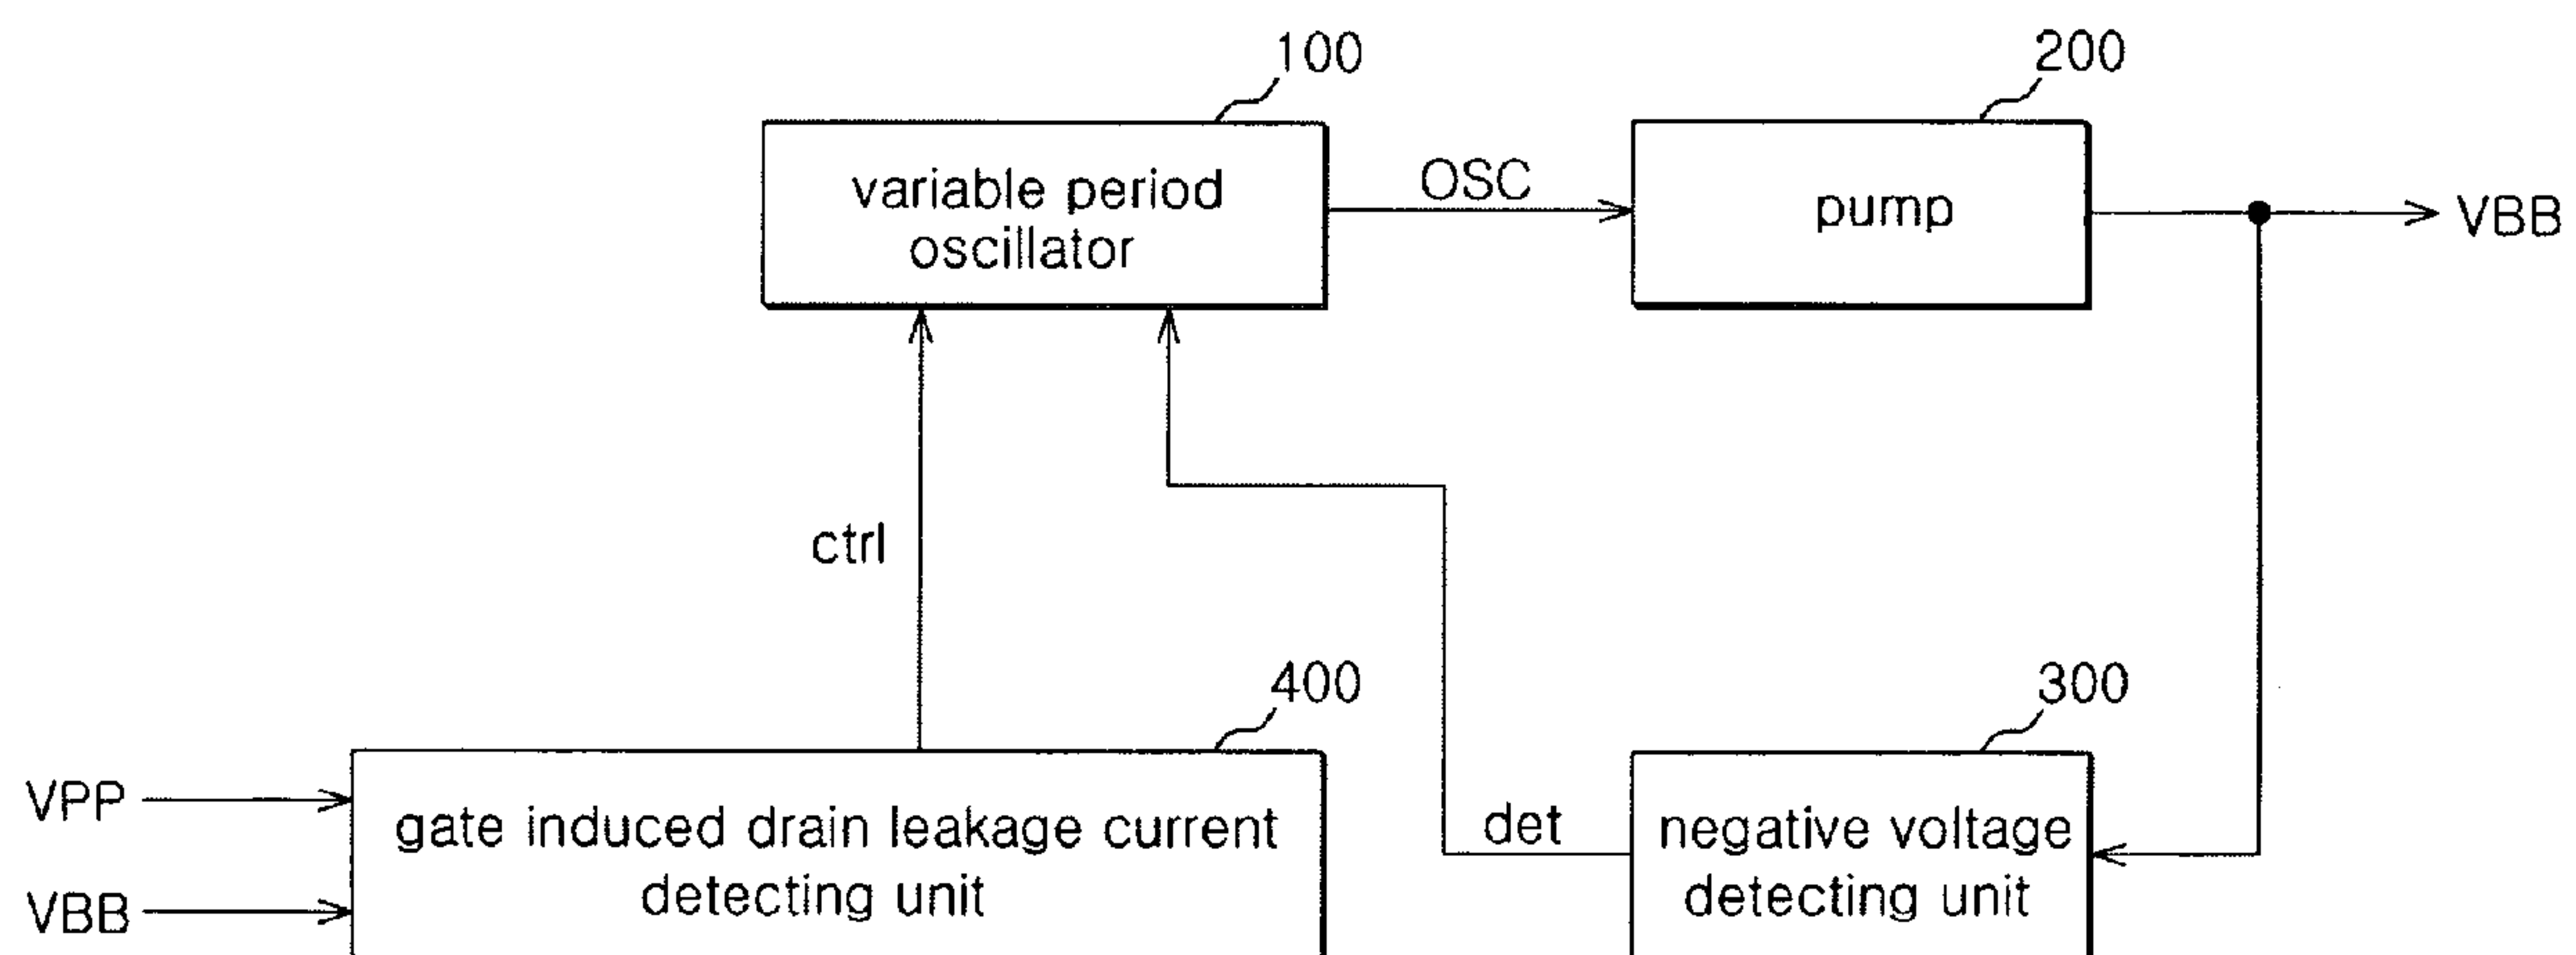 100
200
variable period
oscillator
OSC
pump
VBB
ctrl
400
300
VPP
VBB
gate induced drain leakage current
detecting unit
det
negative voltage
detecting unit